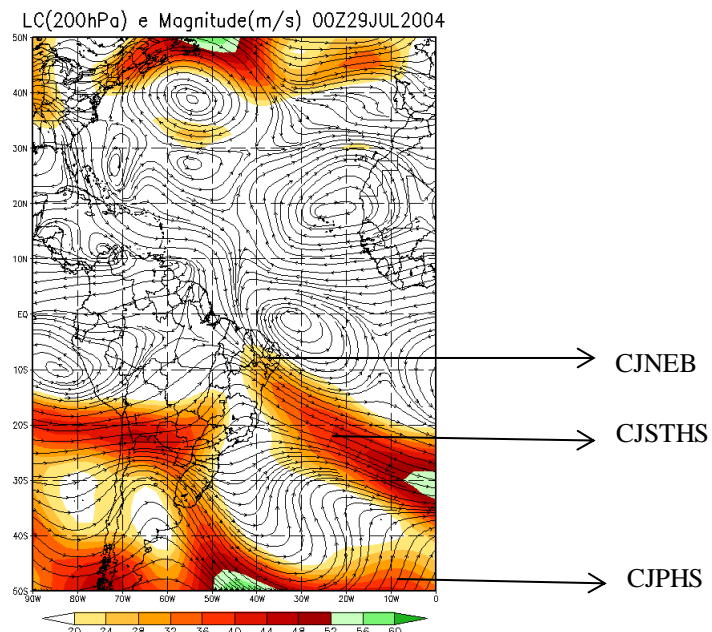 LC(200hPa) e Magnitude(m/s) 00Z29JUL2004
50N
40N
30N
20N
10N
EQ
10S
20S
30S
40S
50S
90W 80W 70W 60W 50W 40W 30W 20W 10W 0
20 24 28 32 36 40 44 48 52 56 60
CJNEB
CJSTHS
CJPHS